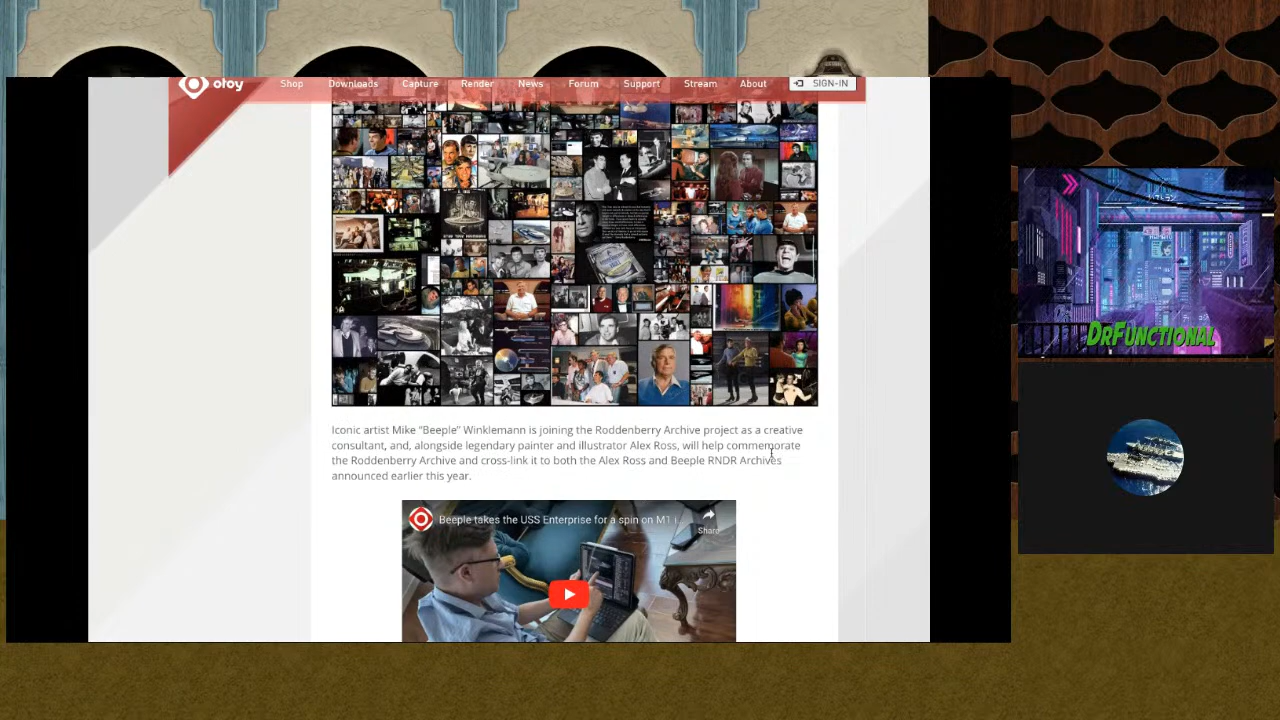 otoy
Shop Downloads Capture Render News Forum Support Stream About SIGN-IN
Iconic artist Mike “Beeple” Winklemann is joining the Roddenberry Archive project as a creative
consultant, and, alongside legendary painter and illustrator Alex Ross, will help commemorate
the Roddenberry Archive and cross-link it to both the Alex Ross and Beeple RNDR Archives
announced earlier this year.
Beeple takes the USS Enterprise for a spin on M1 i...
Share
DRFUNCTIONAL